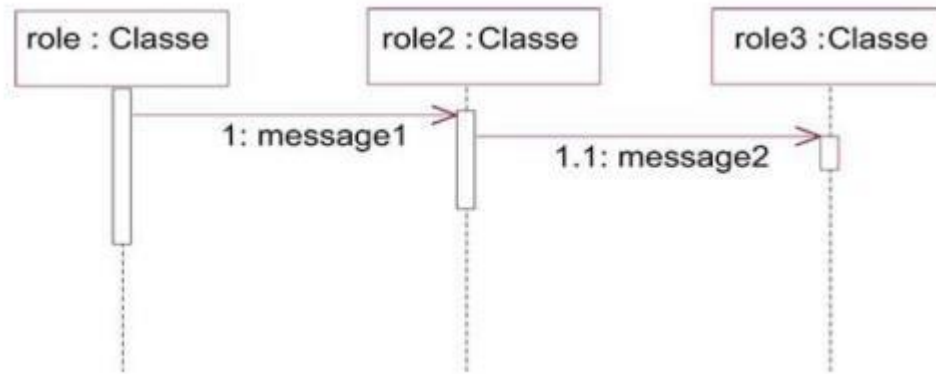 role : Classe
role2 :Classe
role3 :Classe
1: message1
1.1: message2